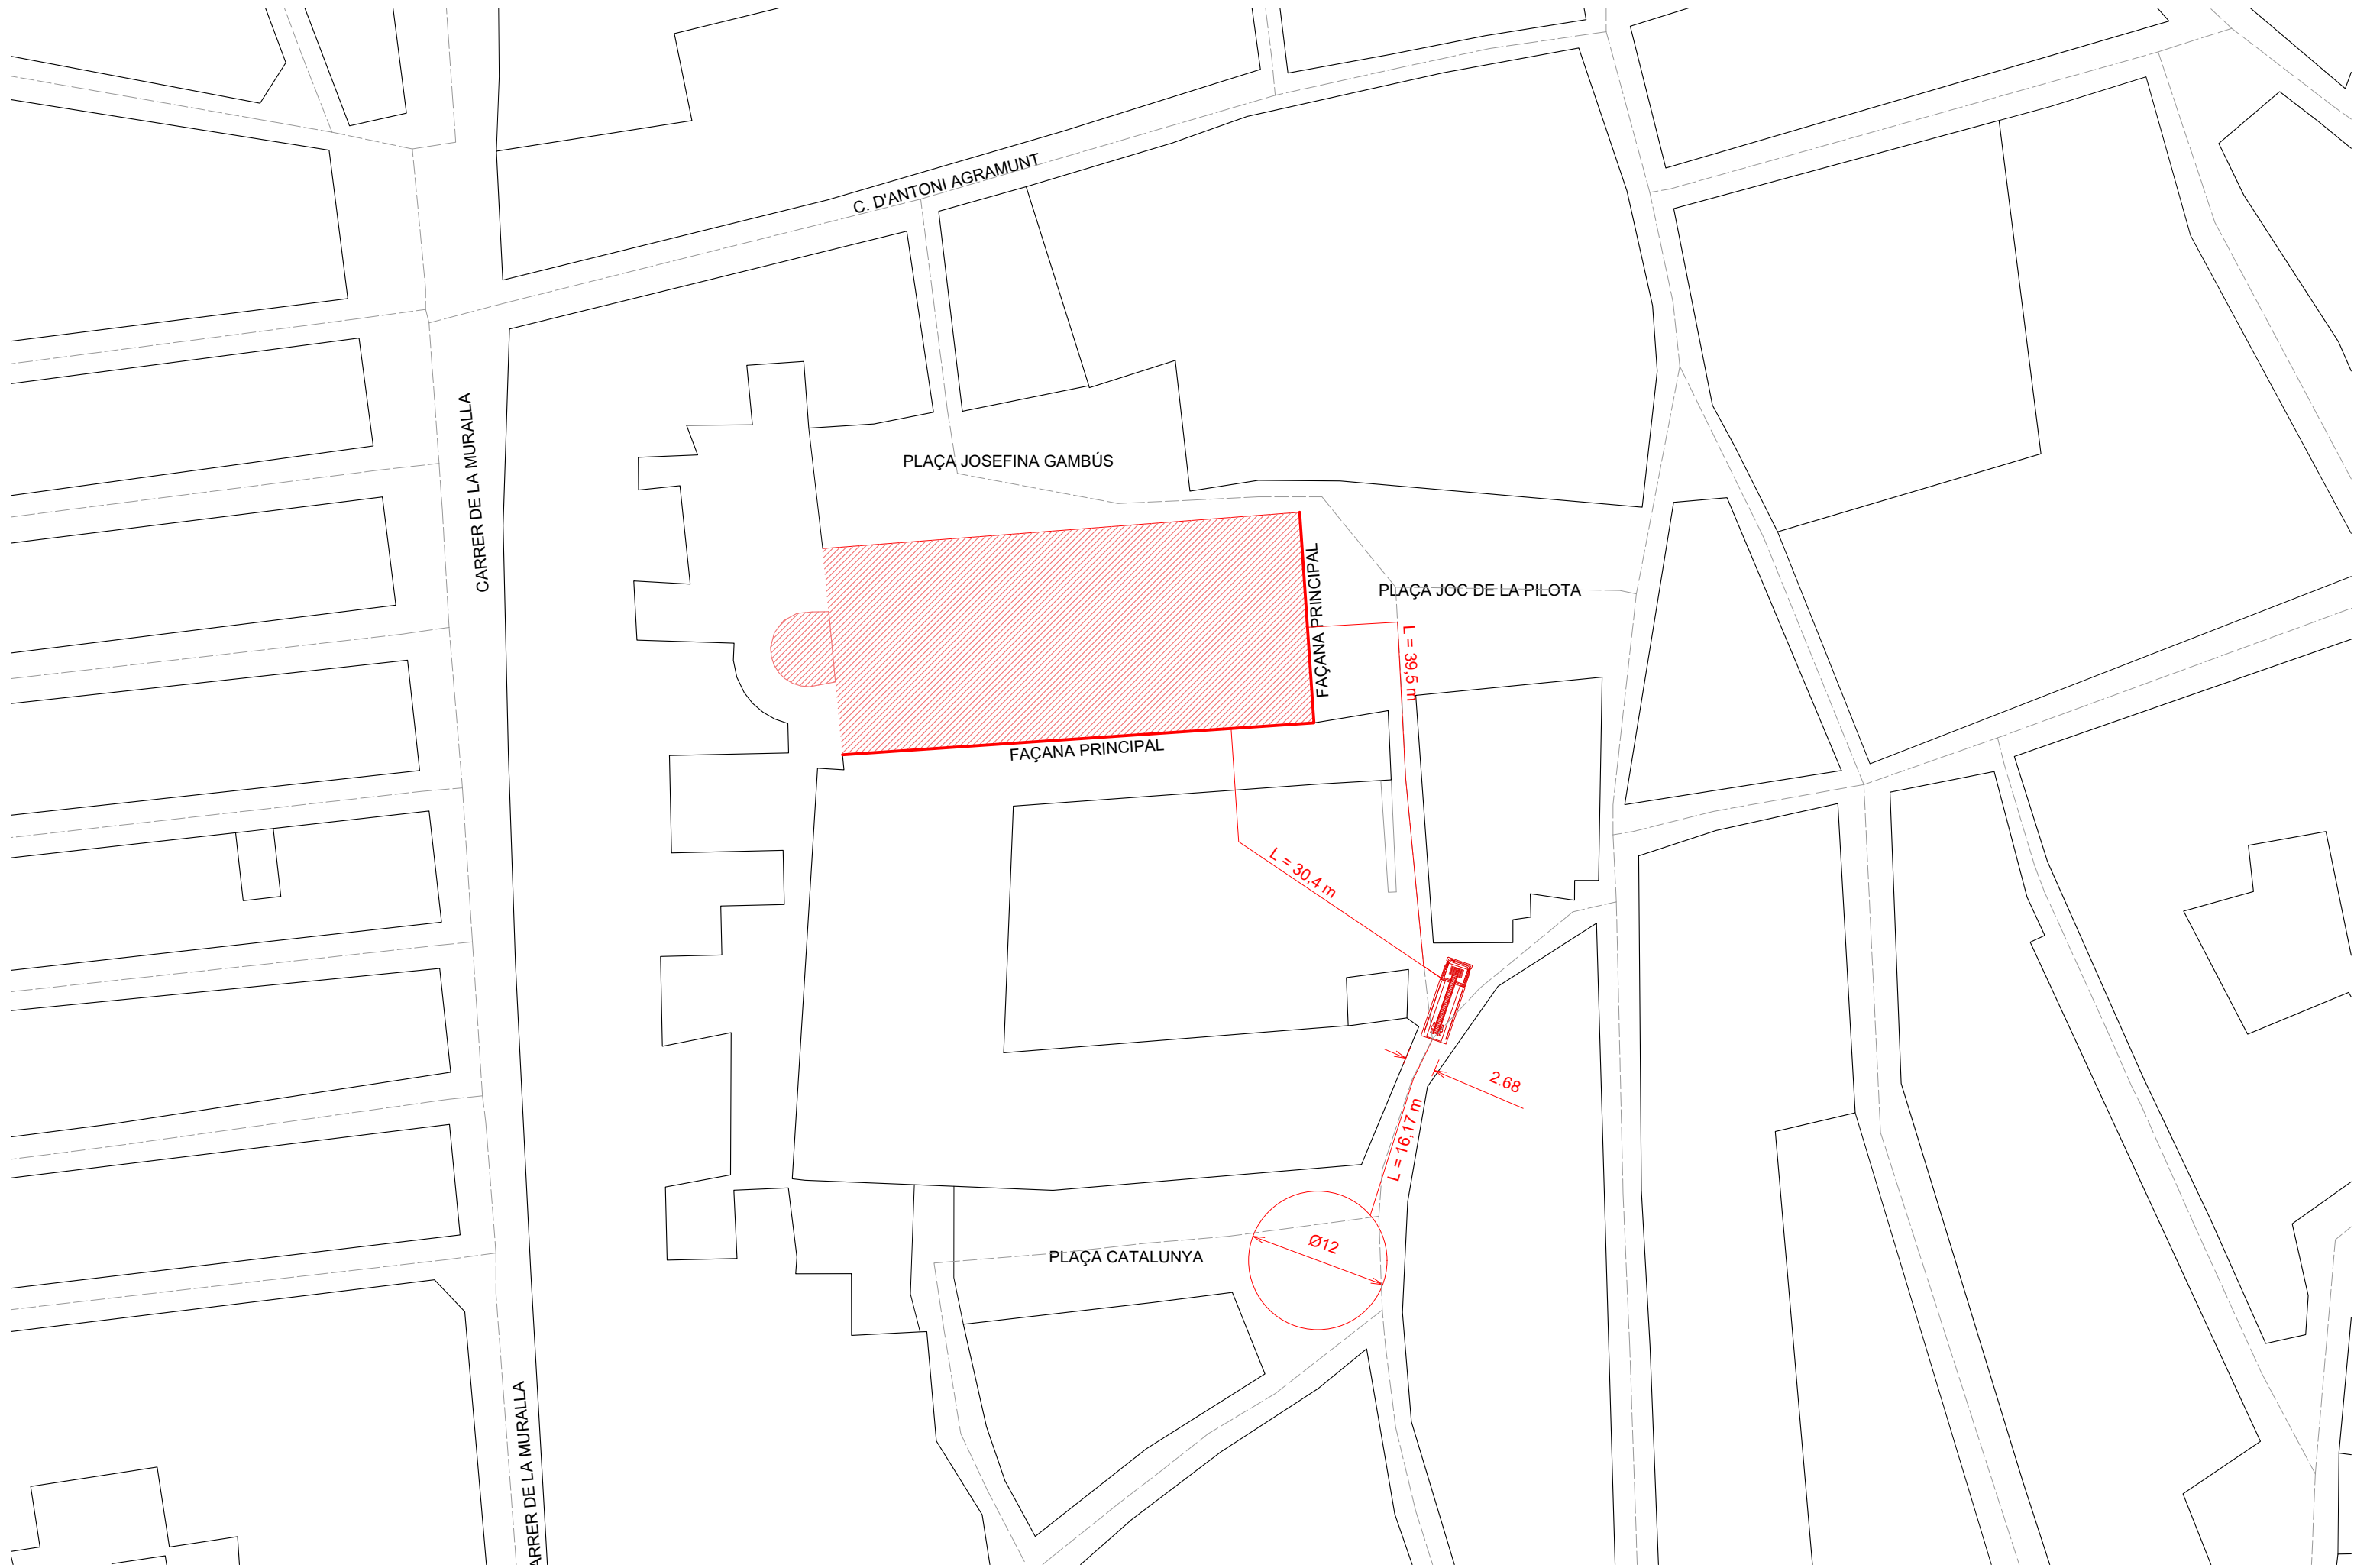 C. D'ANTONI AGRAMUNT
CARRER DE LA MURALLA
PLAÇA JOSEFINA GAMBÚS
FAÇANA PRINCIPAL
PLAÇA JOC DE LA PILOTA
L = 39,5 m
FAÇANA PRINCIPAL
L = 30,4 m
2.68
L = 16,17 m
Ø12
PLAÇA CATALUNYA
ARRER DE LA MURALLA